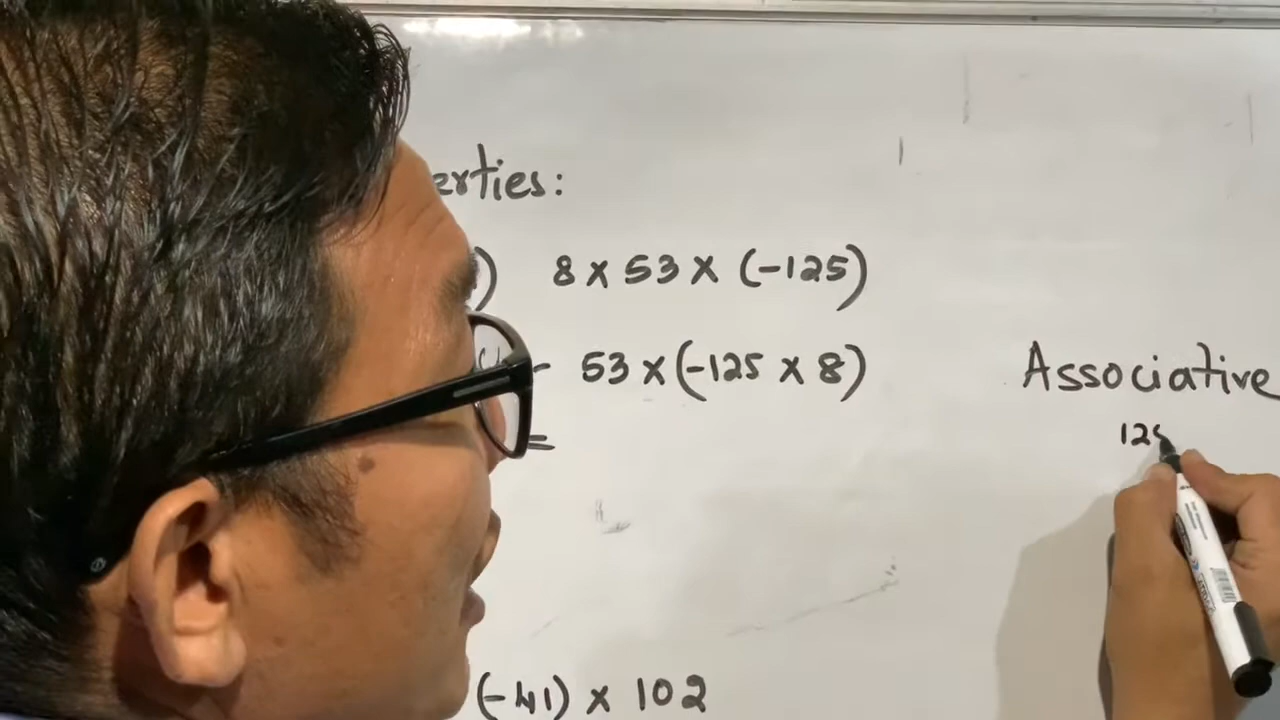 erties:
) 8 x 53 x (-125)
- 53 x (-125 x 8)
Associative
=
125
(-41) x 102